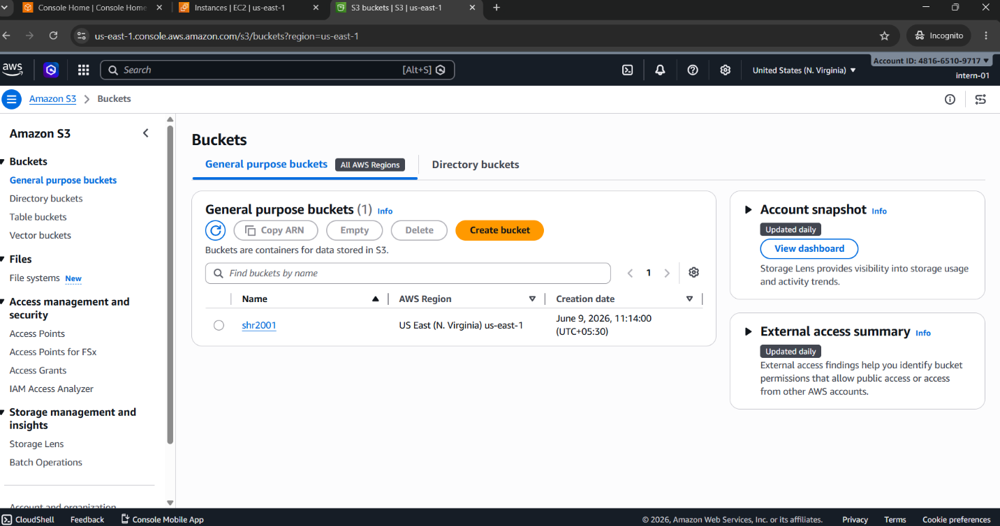 Console Home | Console Home
Instances | EC2 | us-east-1
S3 buckets | S3 | us-east-1
us-east-1.console.aws.amazon.com/s3/buckets?region=us-east-1
Incognito
aws
Search
[Alt+S]
United States (N. Virginia)
Account ID: 4816-6510-9717
intern-01
Amazon S3
Buckets
Amazon S3
Buckets
General purpose buckets
Directory buckets
Table buckets
Vector buckets
Files
File systems New
Access management and
security
Access Points
Access Points for FSx
Access Grants
IAM Access Analyzer
Storage management and
insights
Storage Lens
Batch Operations
Account and organization
Buckets
General purpose buckets All AWS Regions
Directory buckets
General purpose buckets (1) Info
Copy ARN
Empty
Delete
Create bucket
Buckets are containers for data stored in S3.
Find buckets by name
1
Name
AWS Region
Creation date
shr2001
US East (N. Virginia) us-east-1
June 9, 2026, 11:14:00
(UTC+05:30)
Account snapshot Info
Updated daily
View dashboard
Storage Lens provides visibility into storage usage
and activity trends.
External access summary Info
Updated daily
External access findings help you identify bucket
permissions that allow public access or access
from other AWS accounts.
CloudShell
Feedback
Console Mobile App
© 2026, Amazon Web Services, Inc. or its affiliates.
Privacy
Terms
Cookie preferences